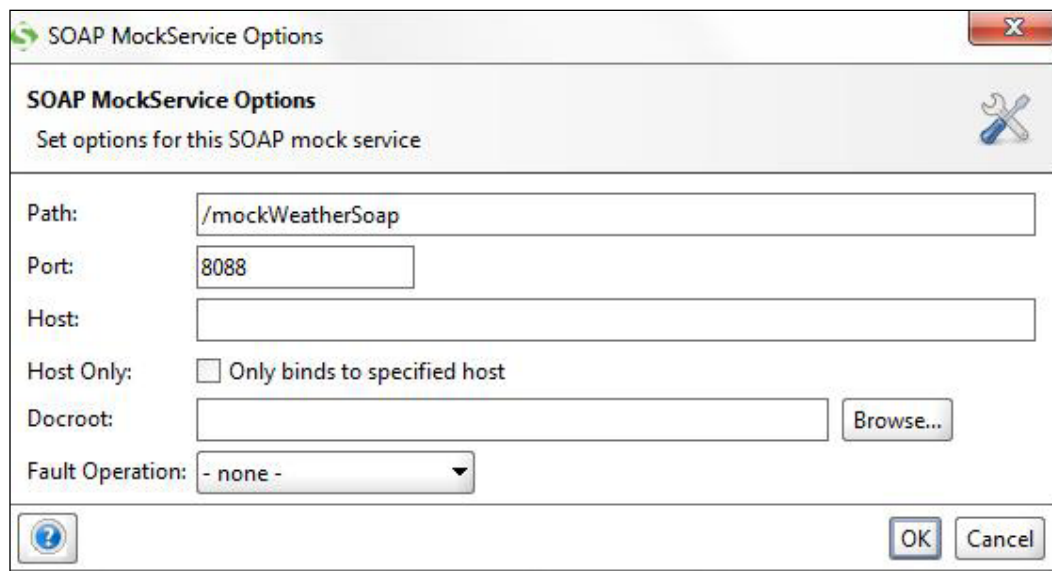 SOAP MockService Options
SOAP MockService Options
Set options for this SOAP mock service
Path: /mockWeatherSoap
Port: 8088
Host:
Host Only: Only binds to specified host
Docroot: Browse...
Fault Operation: - none -
? OK Cancel